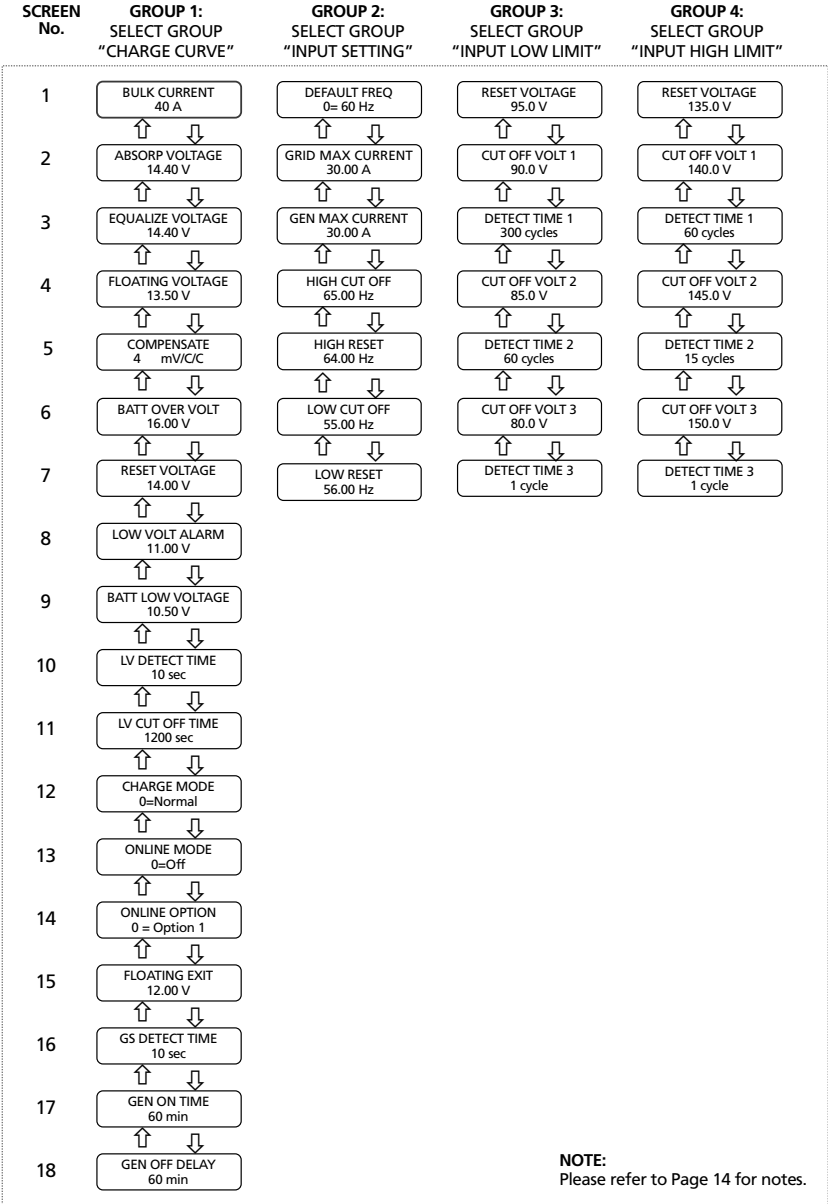 SCREEN No.
GROUP 1:
SELECT GROUP
“CHARGE CURVE”
GROUP 2:
SELECT GROUP
“INPUT SETTING”
GROUP 3:
SELECT GROUP
“INPUT LOW LIMIT”
GROUP 4:
SELECT GROUP
“INPUT HIGH LIMIT”
1
BULK CURRENT
40 A
DEFAULT FREQ
0= 60 Hz
RESET VOLTAGE
95.0 V
RESET VOLTAGE
135.0 V
2
ABSORP VOLTAGE
14.40 V
GRID MAX CURRENT
30.00 A
CUT OFF VOLT 1
90.0 V
CUT OFF VOLT 1
140.0 V
3
EQUALIZE VOLTAGE
14.40 V
GEN MAX CURRENT
30.00 A
DETECT TIME 1
300 cycles
DETECT TIME 1
60 cycles
4
FLOATING VOLTAGE
13.50 V
HIGH CUT OFF
65.00 Hz
CUT OFF VOLT 2
85.0 V
CUT OFF VOLT 2
145.0 V
5
COMPENSATE
4 mV/C/C
HIGH RESET
64.00 Hz
DETECT TIME 2
60 cycles
DETECT TIME 2
15 cycles
6
BATT OVER VOLT
16.00 V
LOW CUT OFF
55.00 Hz
CUT OFF VOLT 3
80.0 V
CUT OFF VOLT 3
150.0 V
7
RESET VOLTAGE
14.00 V
LOW RESET
56.00 Hz
DETECT TIME 3
1 cycle
DETECT TIME 3
1 cycle
8
LOW VOLT ALARM
11.00 V
9
BATT LOW VOLTAGE
10.50 V
10
LV DETECT TIME
10 sec
11
LV CUT OFF TIME
1200 sec
12
CHARGE MODE
0=Normal
13
ONLINE MODE
0=Off
14
ONLINE OPTION
0 = Option 1
15
FLOATING EXIT
12.00 V
16
GS DETECT TIME
10 sec
17
GEN ON TIME
60 min
18
GEN OFF DELAY
60 min
NOTE:
Please refer to Page 14 for notes.